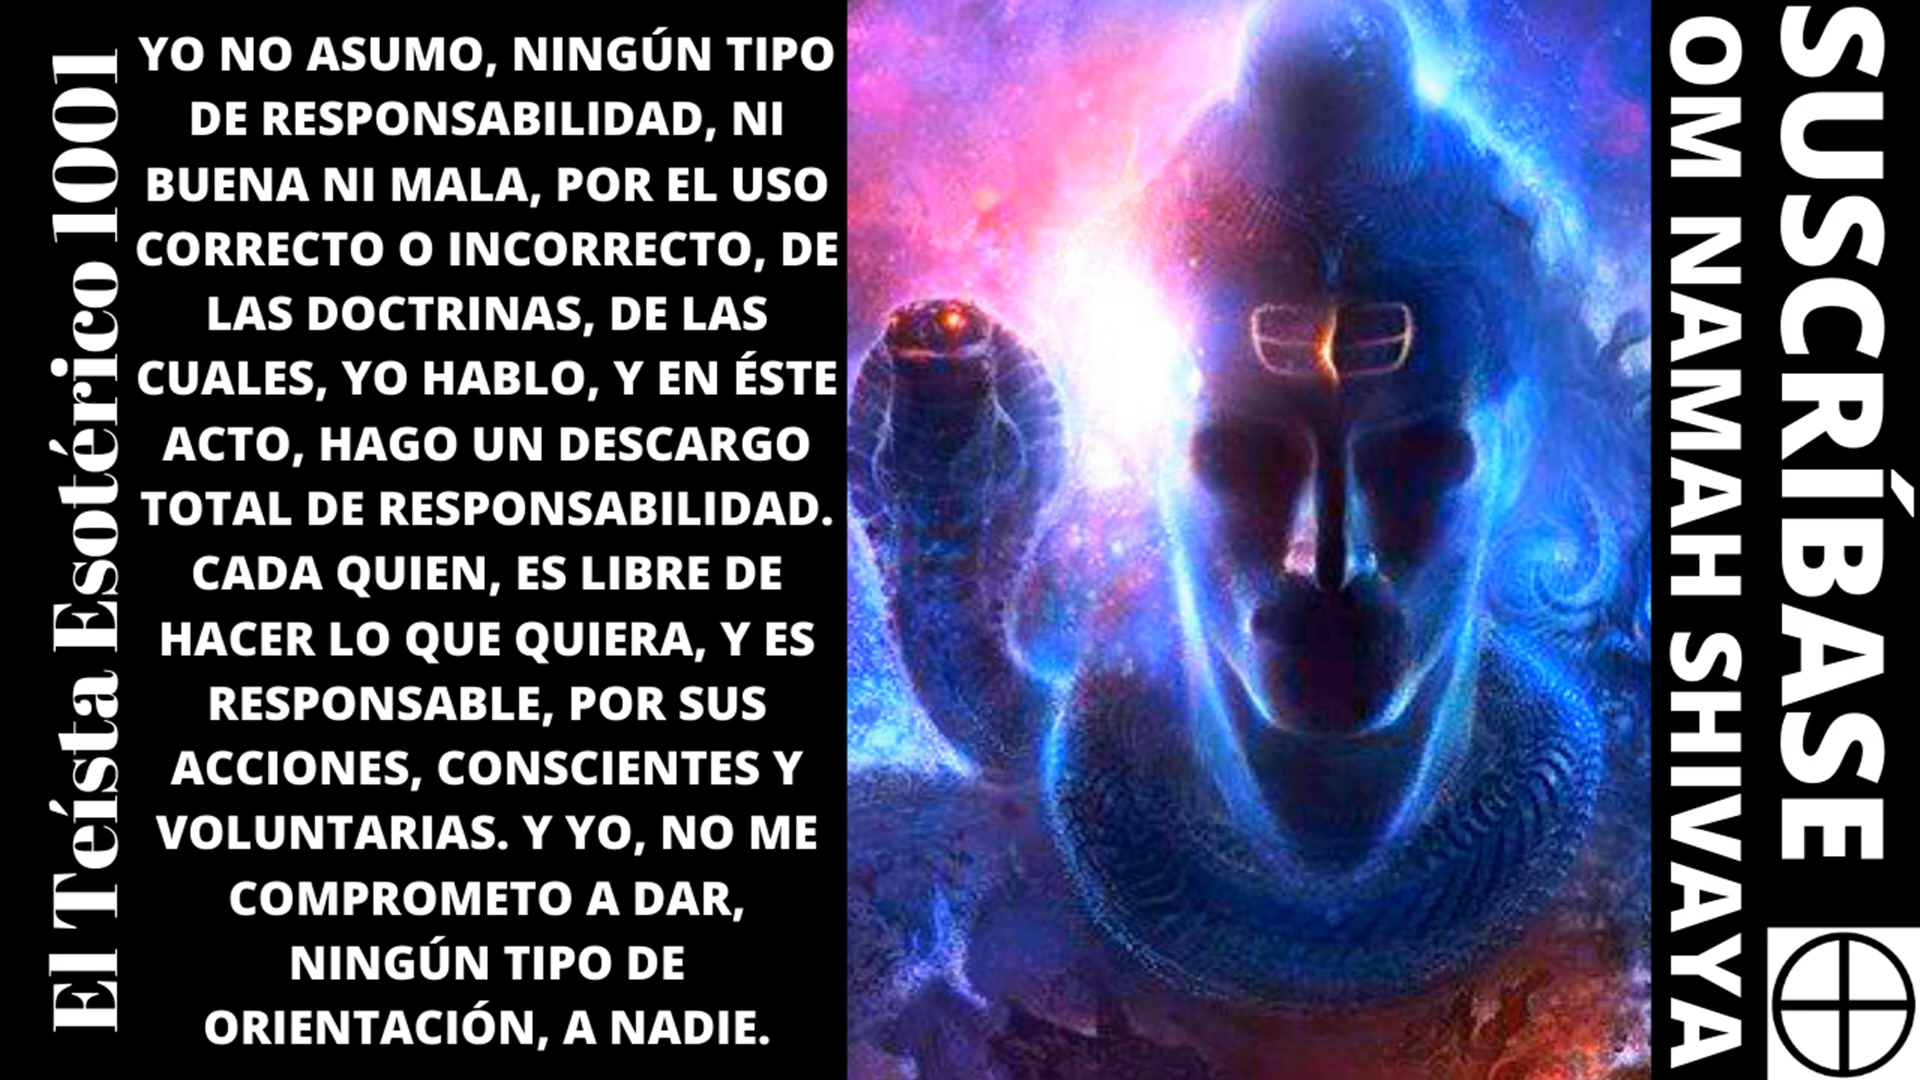 El Teísta Esotérico 1001
YO NO ASUMO, NINGÚN TIPO
DE RESPONSABILIDAD, NI
BUENA NI MALA, POR EL USO
CORRECTO O INCORRECTO, DE
LAS DOCTRINAS, DE LAS
CUALES, YO HABLO, Y EN ÉSTE
ACTO, HAGO UN DESCARGO
TOTAL DE RESPONSABILIDAD.
CADA QUIEN, ES LIBRE DE
HACER LO QUE QUIERA, Y ES
RESPONSABLE, POR SUS
ACCIONES, CONSCIENTES Y
VOLUNTARIAS. Y YO, NO ME
COMPROMETO A DAR,
NINGÚN TIPO DE
ORIENTACIÓN, A NADIE.
SUSCRÍBASE
OM NAMAH SHIVAYA